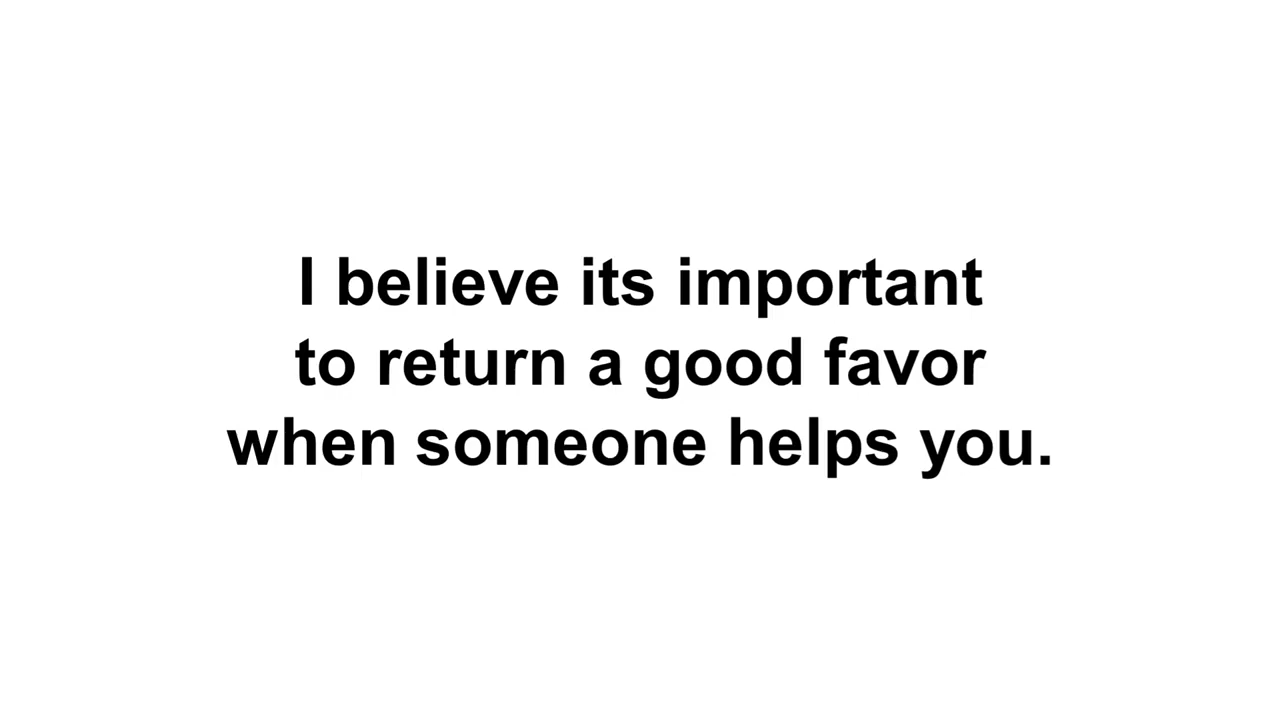 I believe its important
to return a good favor
when someone helps you.